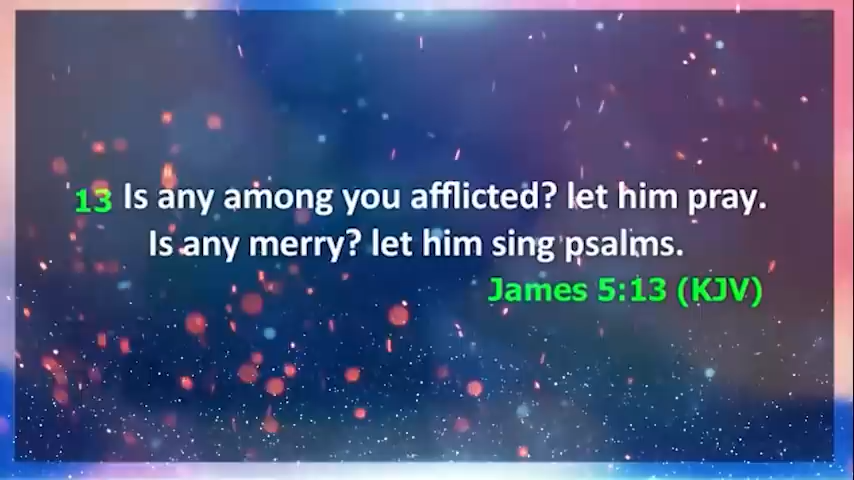 13 Is any among you afflicted? let him pray.
Is any merry? let him sing psalms.
James 5:13 (KJV)